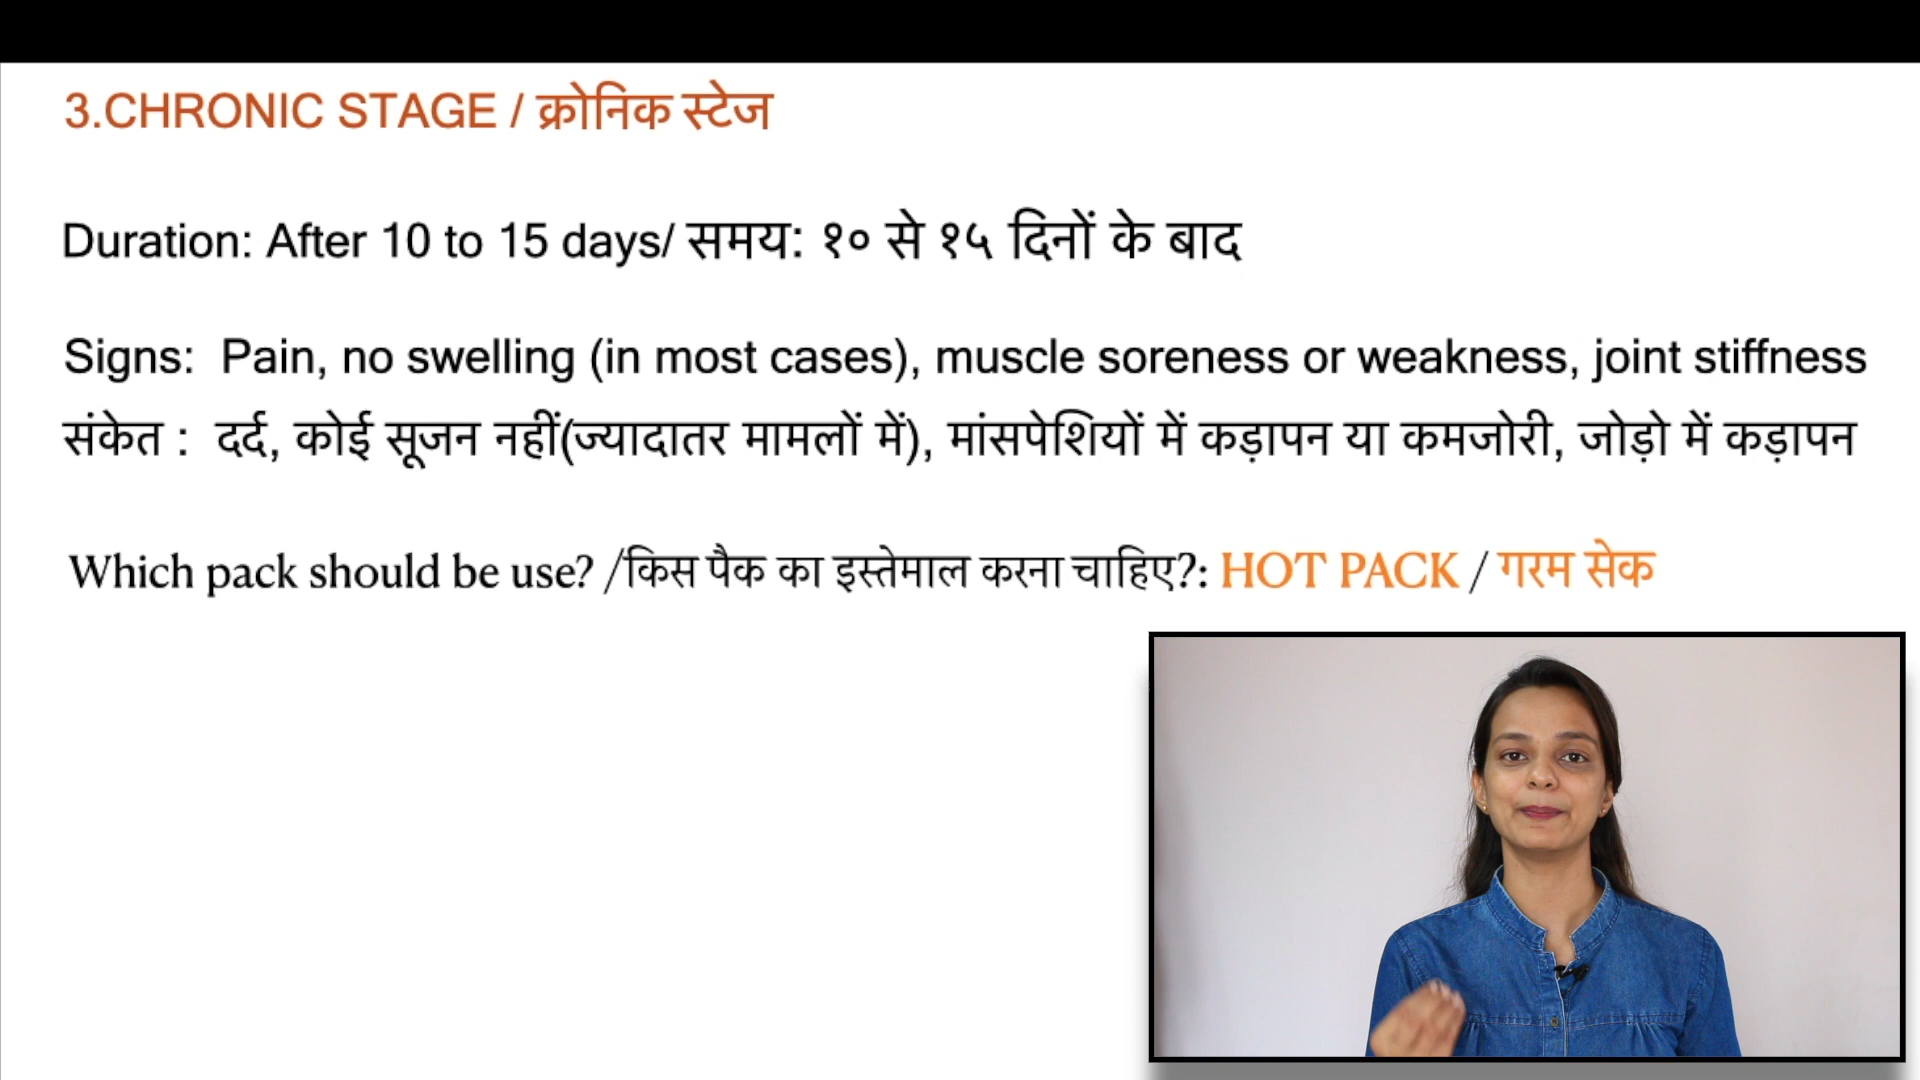 3.CHRONIC STAGE / क्रोनिक स्टेज
Duration: After 10 to 15 days/ समय: १० से १५ दिनों के बाद
Signs:  Pain, no swelling (in most cases), muscle soreness or weakness, joint stiffness
संकेत :  दर्द, कोई सूजन नहीं(ज्यादातर मामलों में), मांसपेशियों में कड़ापन या कमजोरी, जोड़ो में कड़ापन
Which pack should be use? /किस पैक का इस्तेमाल करना चाहिए?: HOT PACK / गरम सेक